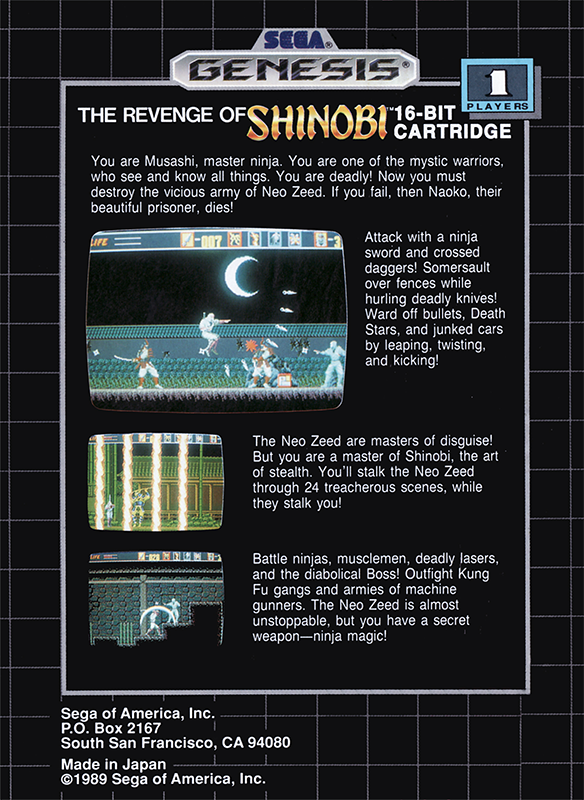 SEGA®
GENESIS®
1
PLAYERS
THE REVENGE OF SHINOBI™ 16-BIT
CARTRIDGE
You are Musashi, master ninja. You are one of the mystic warriors,
who see and know all things. You are deadly! Now you must
destroy the vicious army of Neo Zeed. If you fail, then Naoko, their
beautiful prisoner, dies!
LIFE -007 -3
Attack with a ninja
sword and crossed
daggers! Somersault
over fences while
hurling deadly knives!
Ward off bullets, Death
Stars, and junked cars
by leaping, twisting,
and kicking!
The Neo Zeed are masters of disguise!
But you are a master of Shinobi, the art
of stealth. You'll stalk the Neo Zeed
through 24 treacherous scenes, while
they stalk you!
LIFE
Battle ninjas, musclemen, deadly lasers,
and the diabolical Boss! Outfight Kung
Fu gangs and armies of machine
gunners. The Neo Zeed is almost
unstoppable, but you have a secret
weapon—ninja magic!
Sega of America, Inc.
P.O. Box 2167
South San Francisco, CA 94080
Made in Japan
©1989 Sega of America, Inc.